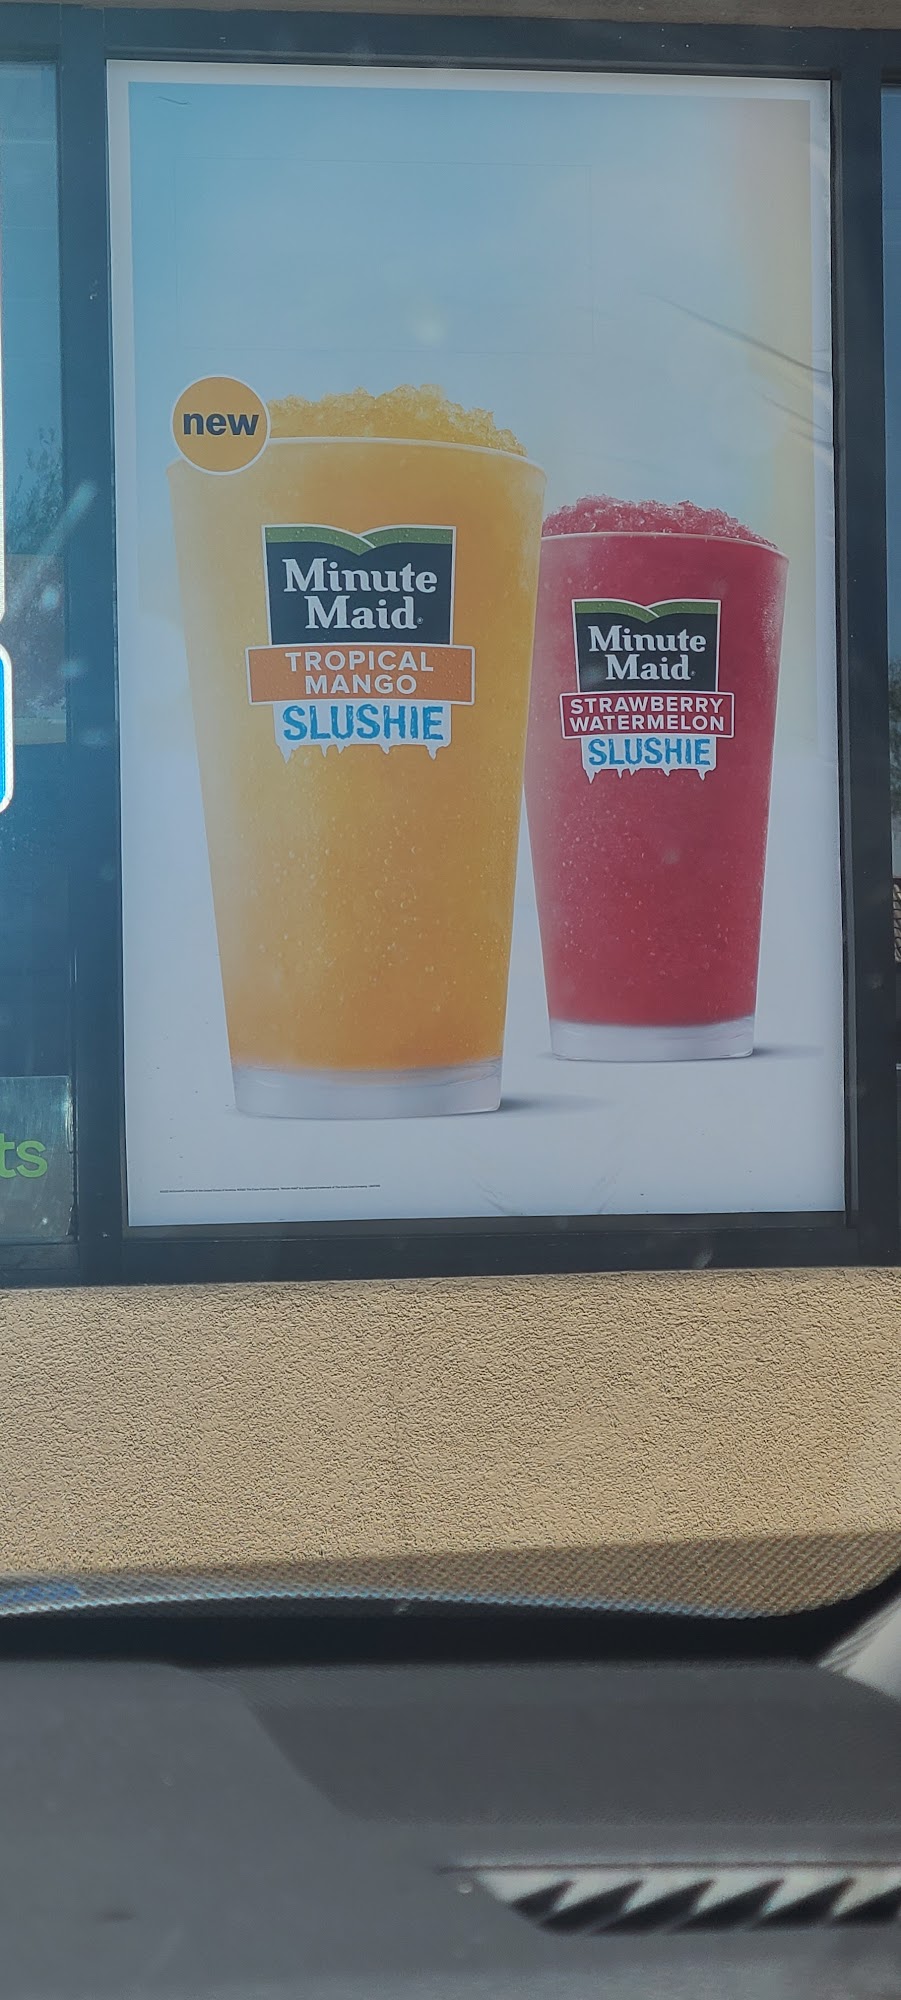 new
Minute
Maid
TROPICAL
MANGO
SLUSHIE
Minute
Maid
STRAWBERRY
WATERMELON
SLUSHIE
ts